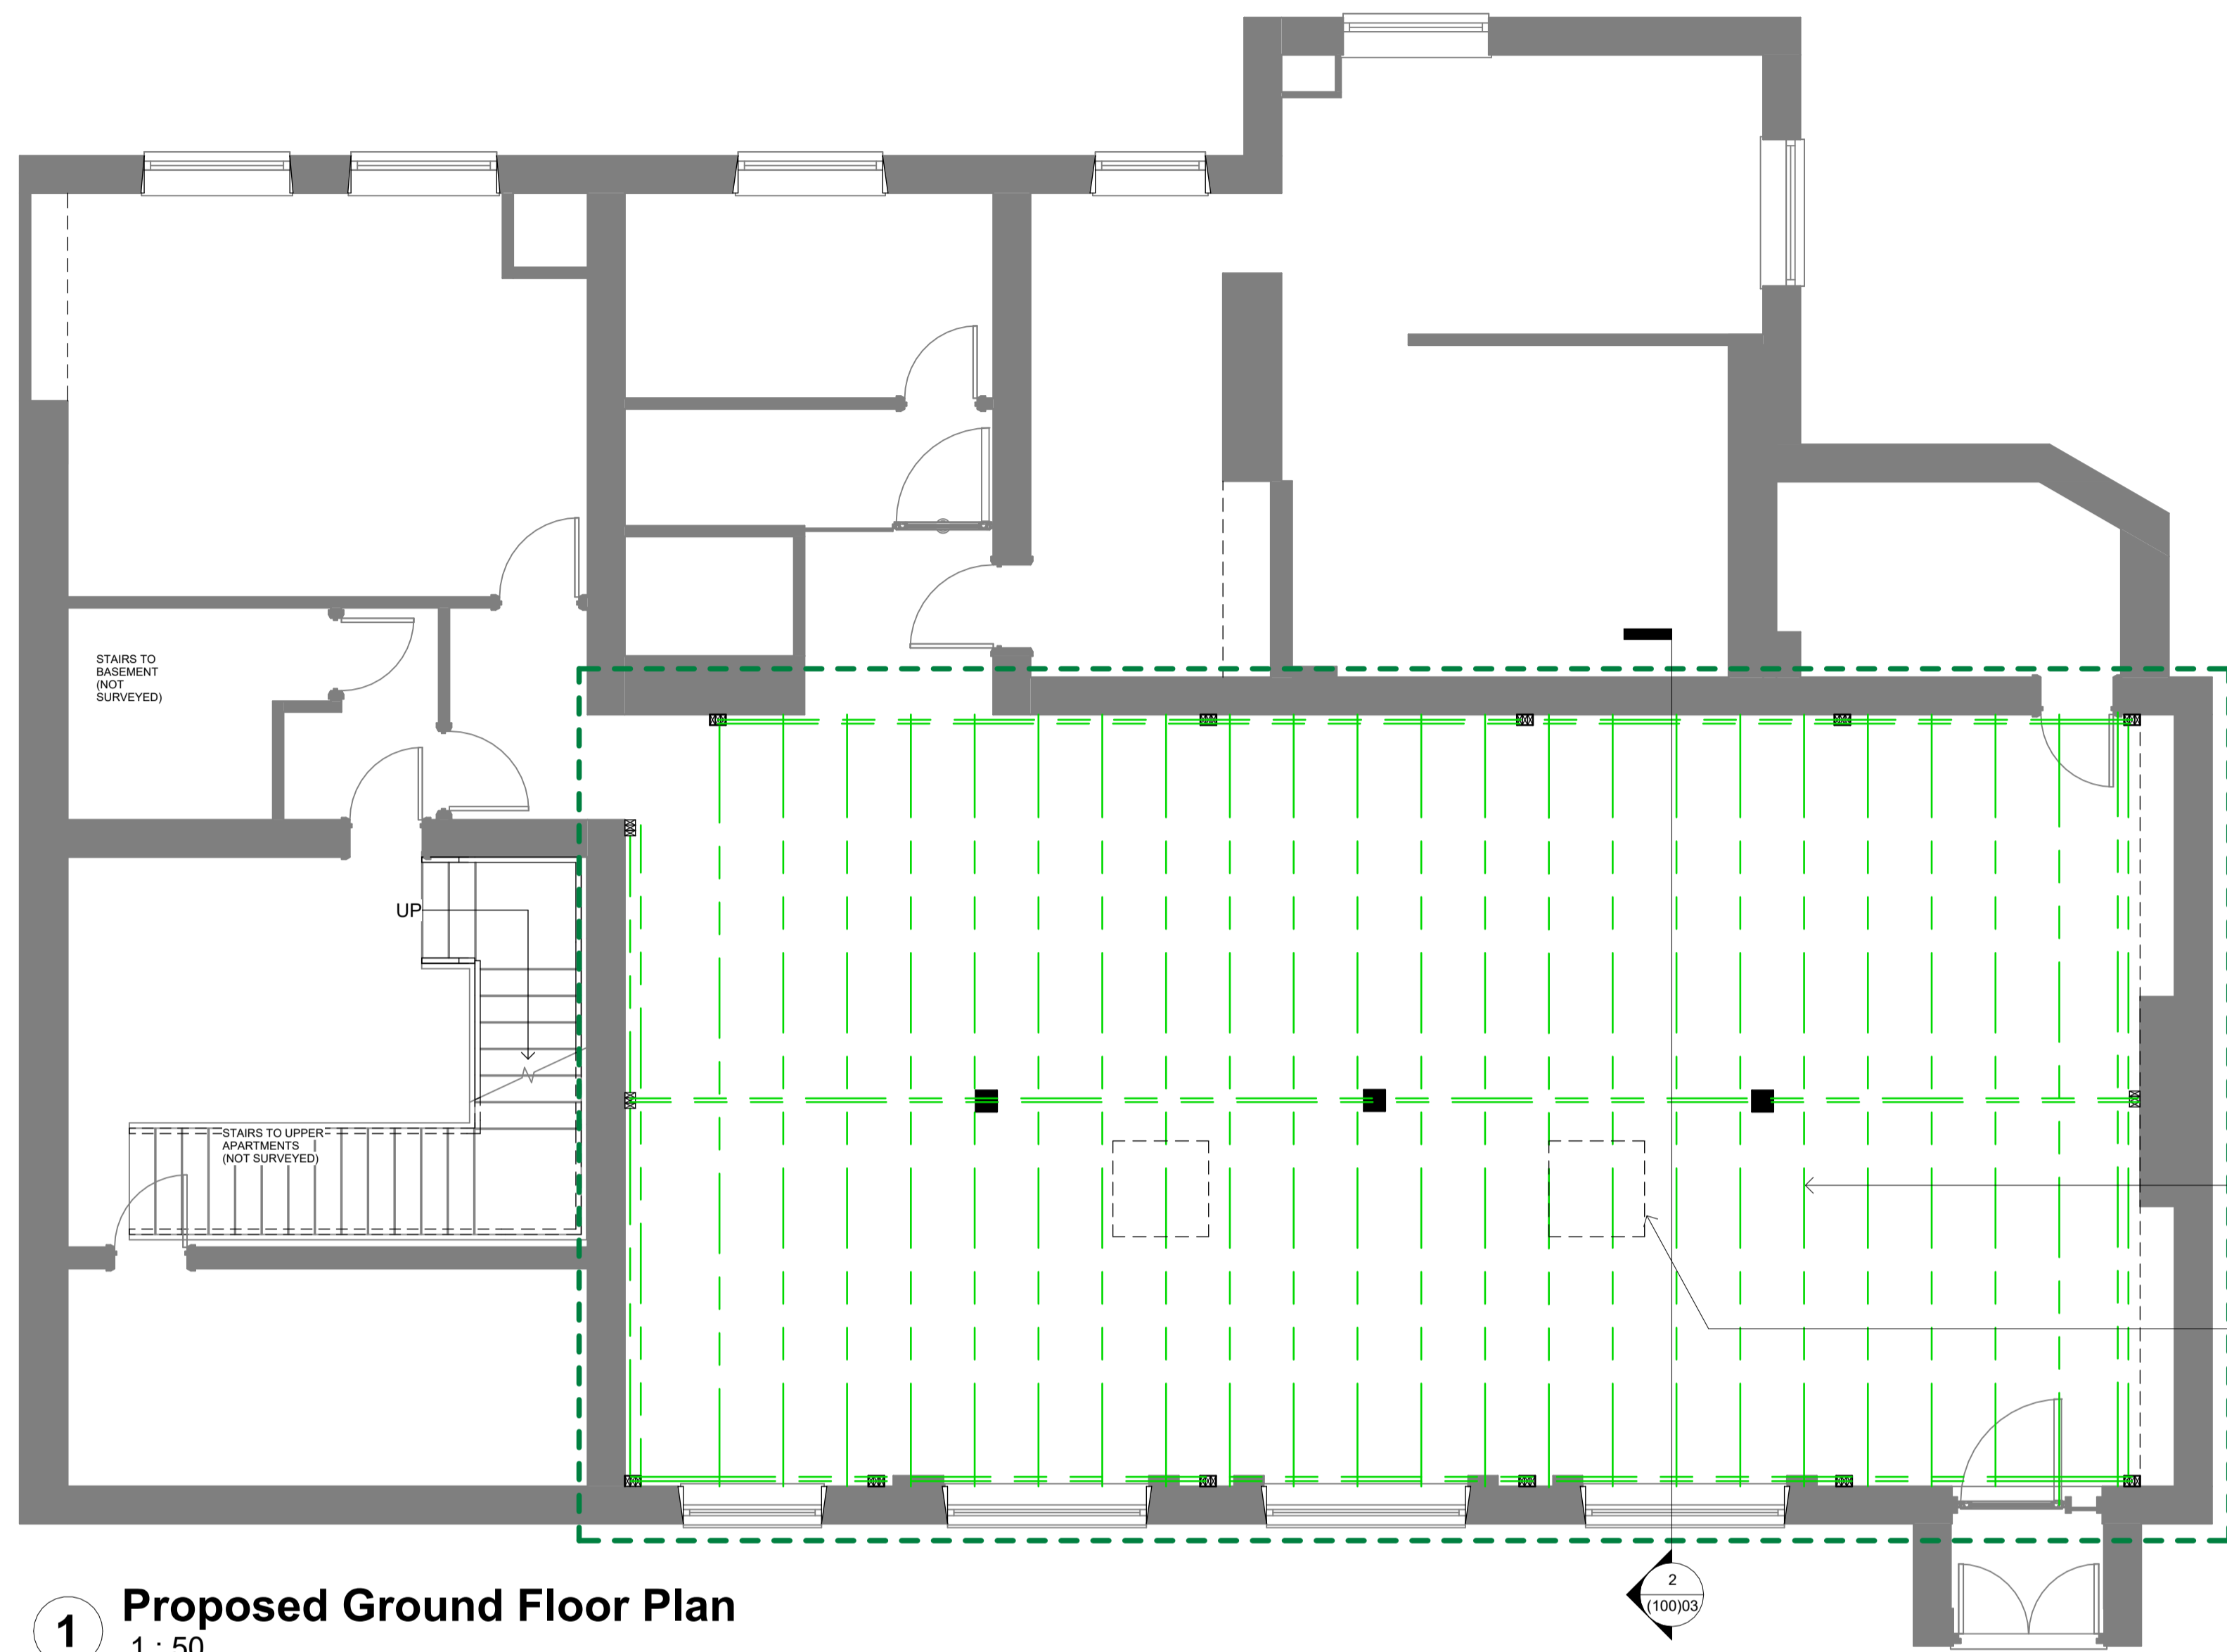 STAIRS TO
BASEMENT
(NOT
SURVEYED)
UP
STAIRS TO UPPER
APARTMENTS
(NOT SURVEYED)
2
(100)03
1
Proposed Ground Floor Plan
1 : 50